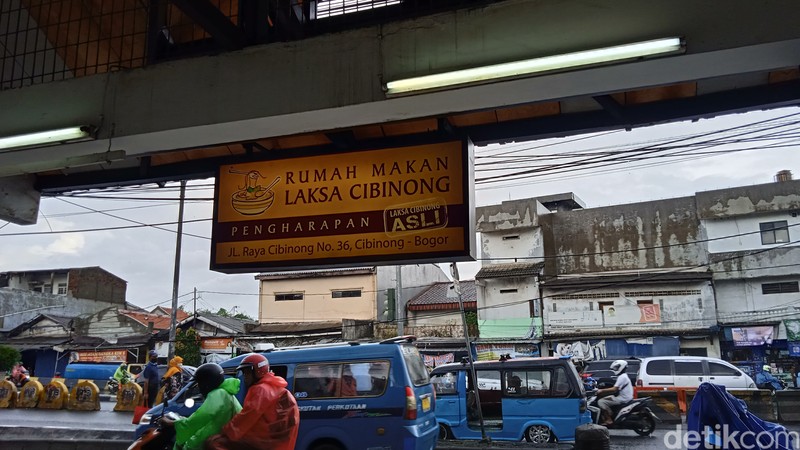 RUMAH MAKAN
LAKSA CIBINONG
PENGHARAPAN
LAKSA CIBINONG
ASLI
JL. Raya Cibinong No. 36, Cibinong - Bogor
detikcom